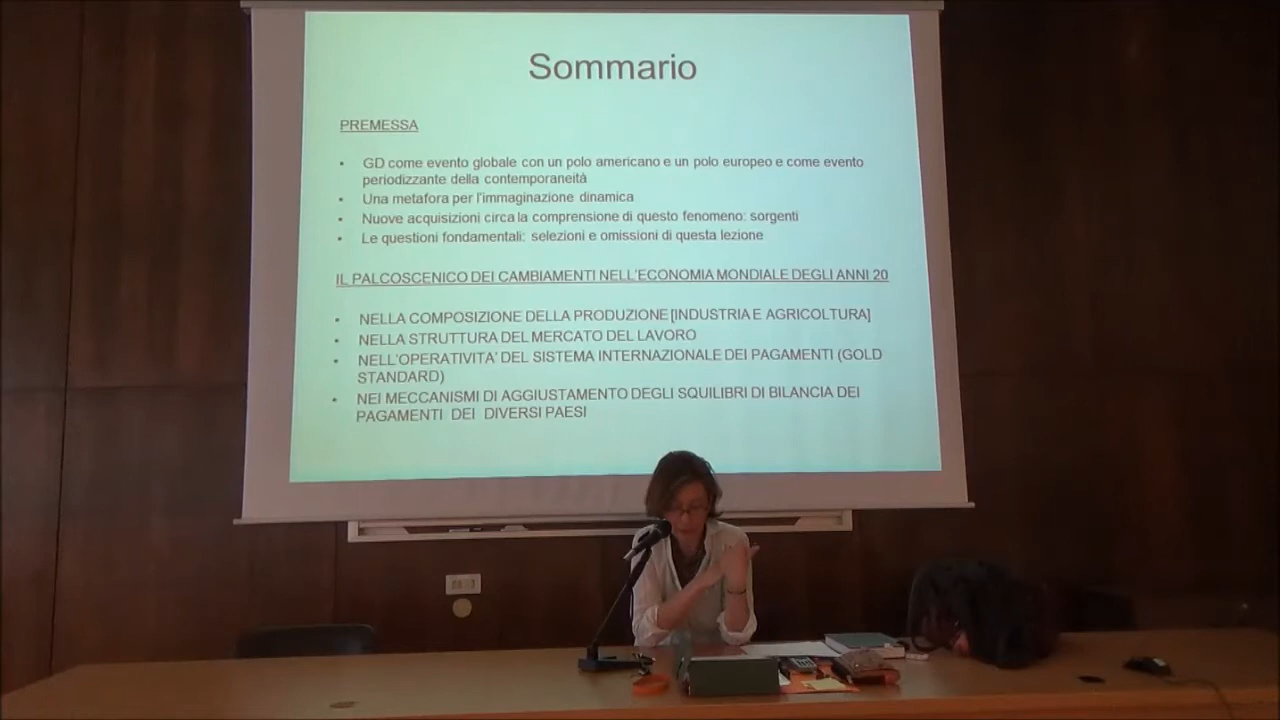 Sommario
PREMESSA
• GD come evento globale con un polo americano e un polo europeo e come evento
periodizzante della contemporaneità
• Una metafora per l'immaginazione dinamica
• Nuove acquisizioni circa la comprensione di questo fenomeno: sorgenti
• Le questioni fondamentali: selezioni e omissioni di questa lezione
IL PALCOSCENICO DEI CAMBIAMENTI NELL'ECONOMIA MONDIALE DEGLI ANNI 20
• NELLA COMPOSIZIONE DELLA PRODUZIONE [INDUSTRIA E AGRICOLTURA]
• NELLA STRUTTURA DEL MERCATO DEL LAVORO
• NELL'OPERATIVITA' DEL SISTEMA INTERNAZIONALE DEI PAGAMENTI (GOLD
STANDARD)
• NEI MECCANISMI DI AGGIUSTAMENTO DEGLI SQUILIBRI DI BILANCIA DEI
PAGAMENTI DEI DIVERSI PAESI